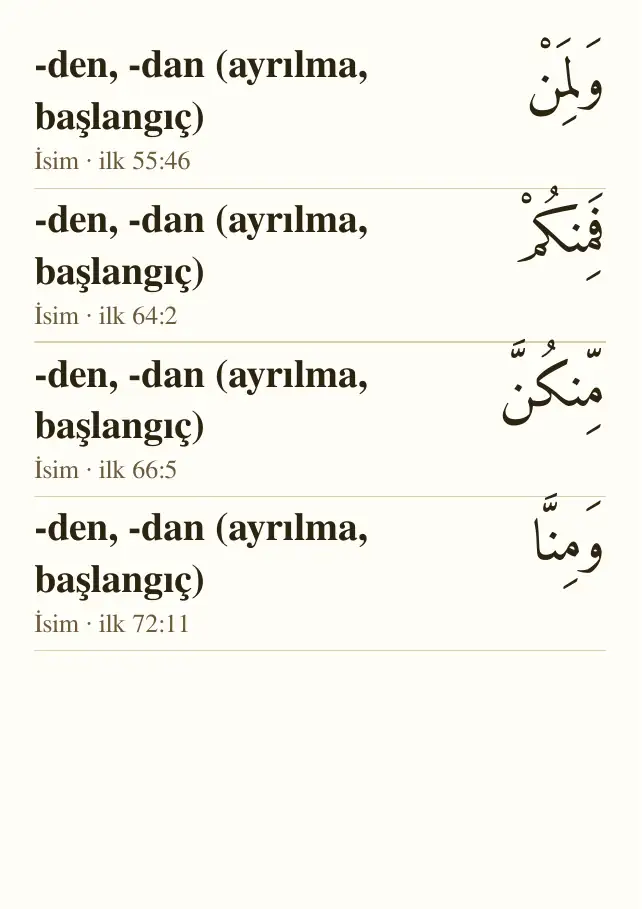 -den, -dan (ayrılma, وَلِمَنْ
başlangıç)
İsim · ilk 55:46
-den, -dan (ayrılma, فَمِنكُمْ
başlangıç)
İsim · ilk 64:2
-den, -dan (ayrılma, مِّنكُنَّ
başlangıç)
İsim · ilk 66:5
-den, -dan (ayrılma, وَمِنَّا
başlangıç)
İsim · ilk 72:11